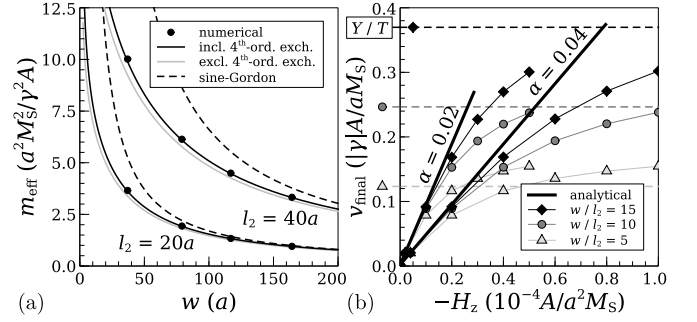 12.5
10.0
7.5
5.0
2.5
0.0
m_eff (a²M_S²/γ²A)
numerical
incl. 4th-ord. exch.
excl. 4th-ord. exch.
sine-Gordon
l₂ = 40a
l₂ = 20a
0 50 100 150 200
w (a)
(a)
Y / T
0.4
0.3
0.2
0.1
0.0
v_final (|γ|A/aM_S)
α = 0.02
α = 0.04
analytical
w / l₂ = 15
w / l₂ = 10
w / l₂ = 5
0.0 0.2 0.4 0.6 0.8 1.0
−H_z (10⁻⁴A/a²M_S)
(b)